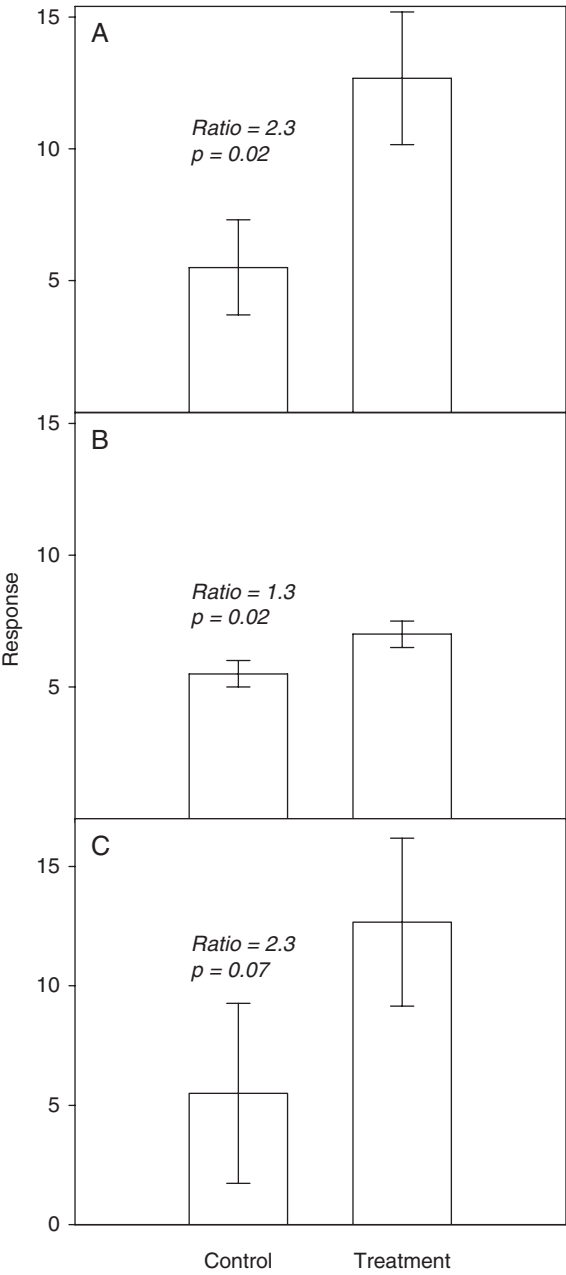 15
A
Ratio = 2.3
p = 0.02
10
5
15
B
10
Ratio = 1.3
p = 0.02
5
Response
C
15
Ratio = 2.3
p = 0.07
10
5
0
Control Treatment